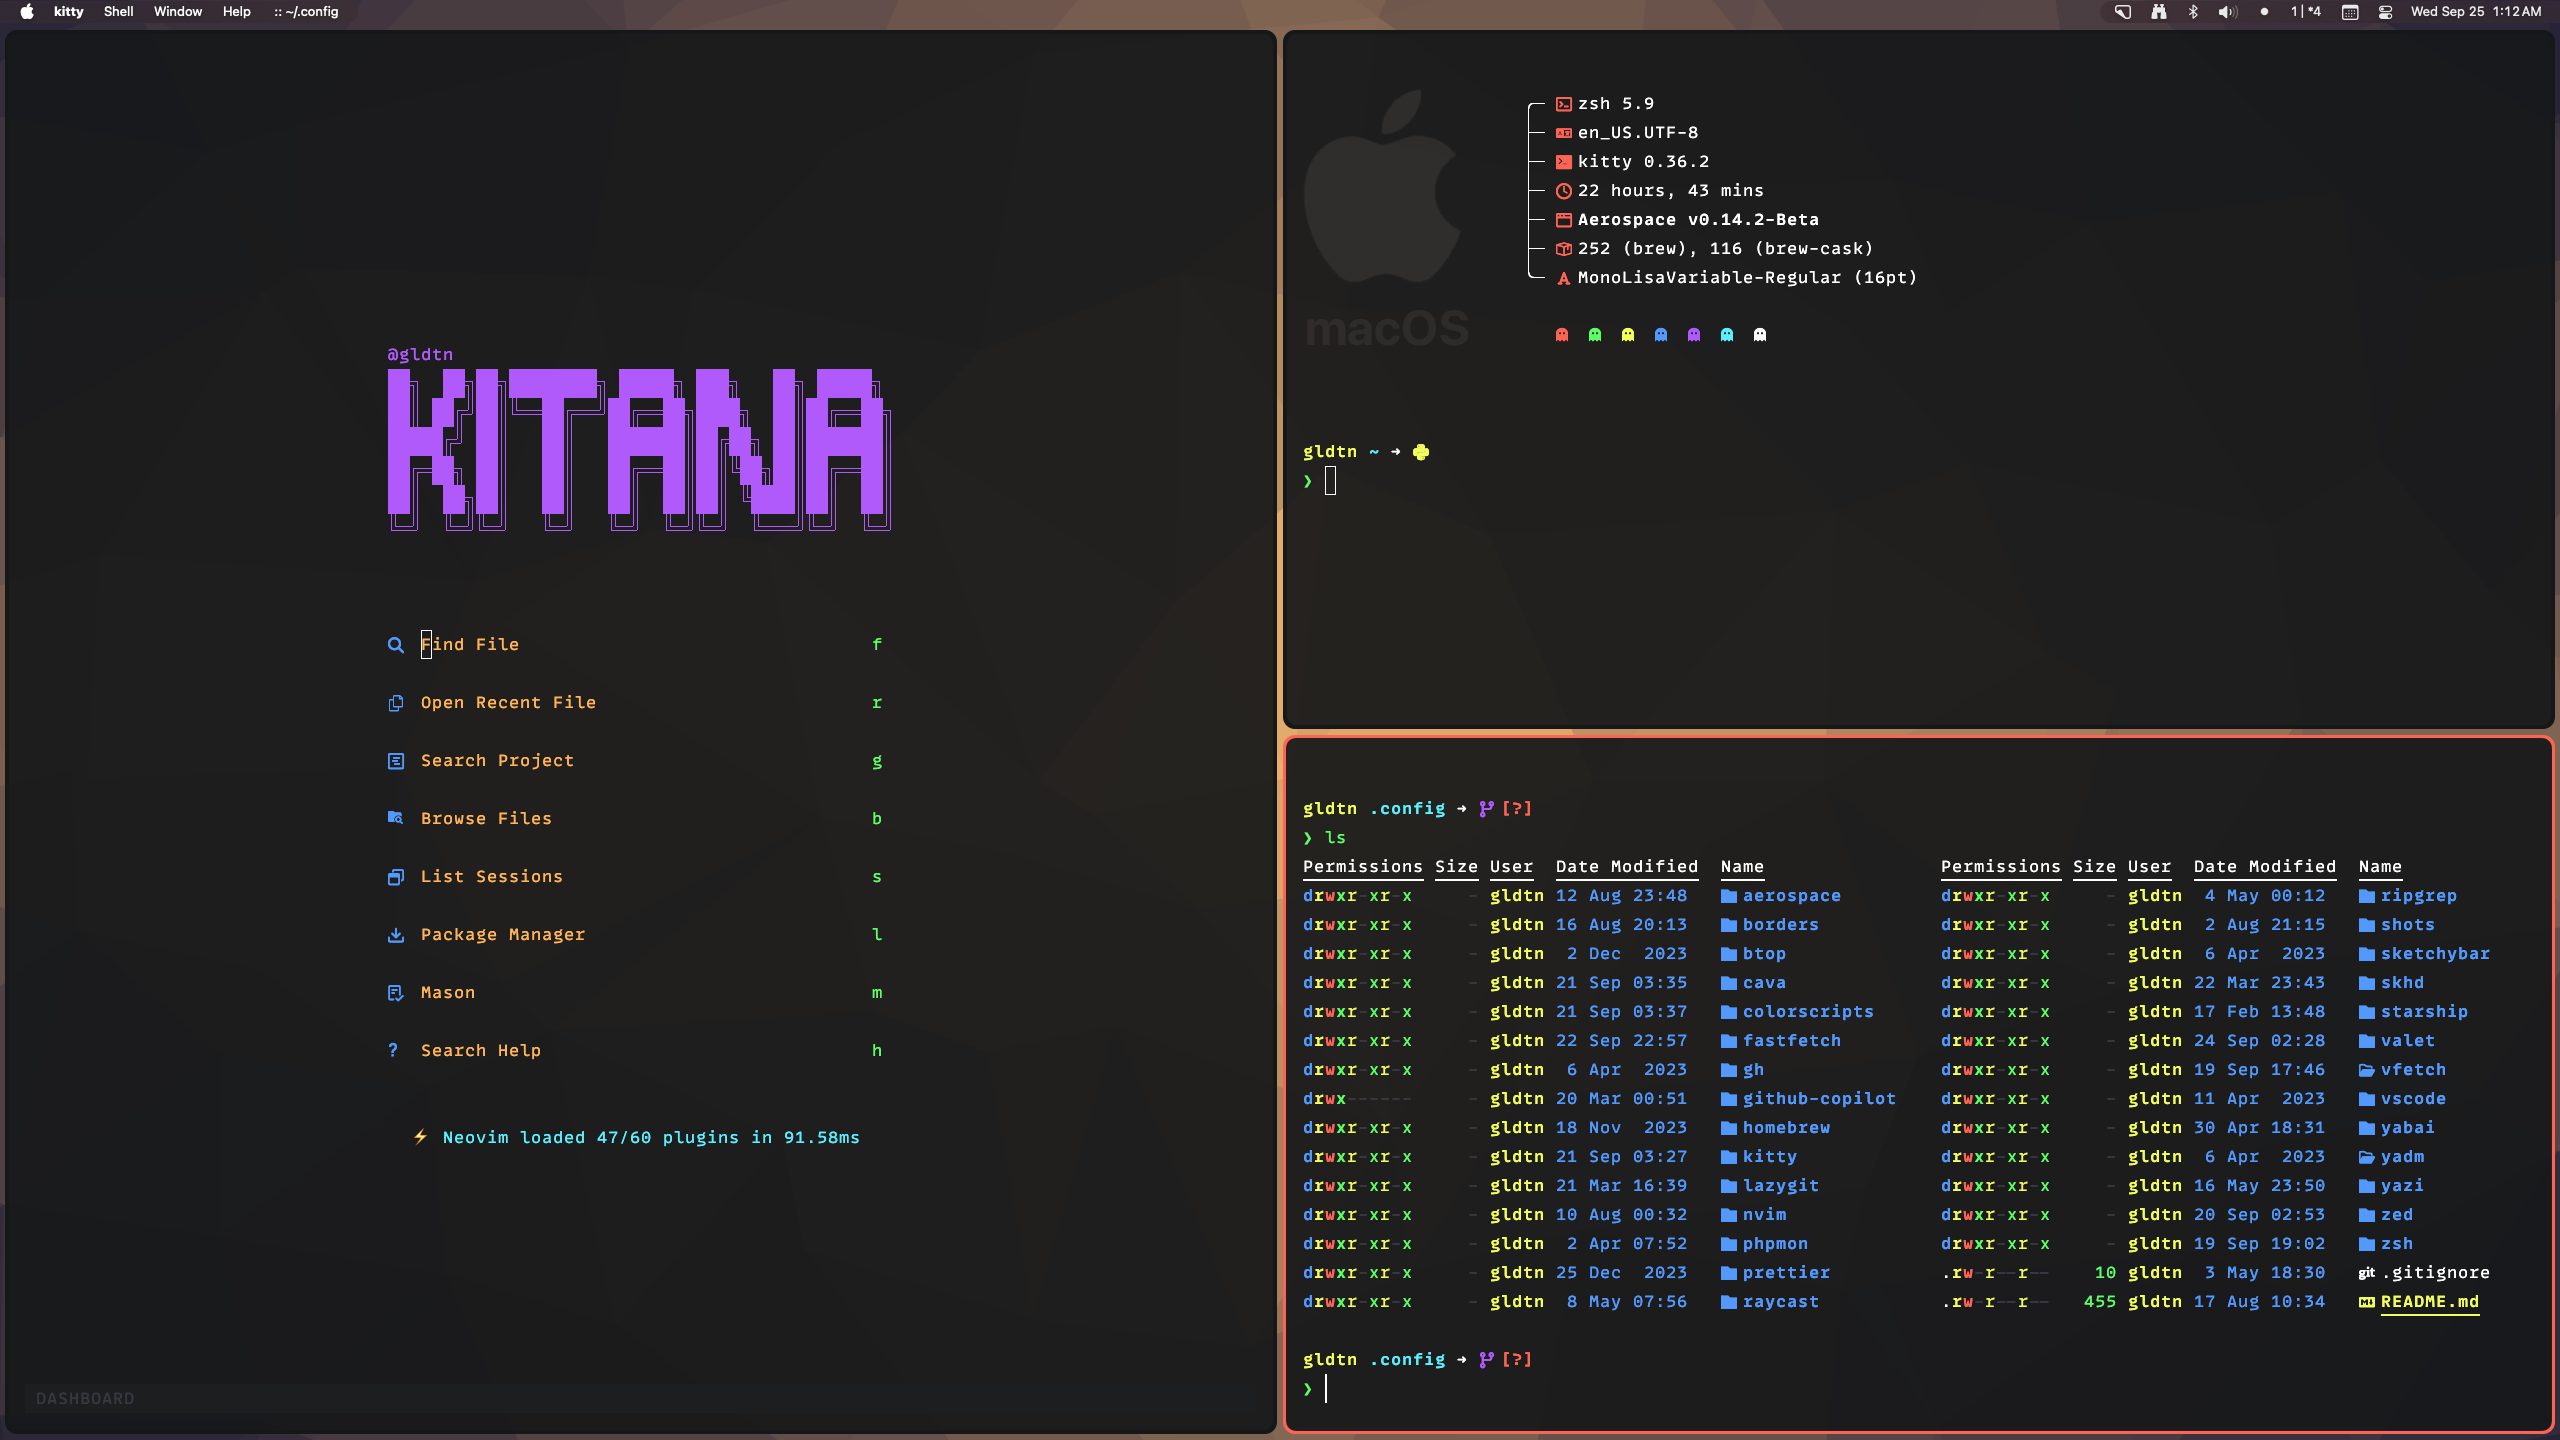 kitty Shell Window Help :: ~/.config 1|*4 Wed Sep 25 1:12 AM
@gldtn
KITANA
Find File f
Open Recent File r
Search Project g
Browse Files b
List Sessions s
Package Manager l
Mason m
? Search Help h
⚡ Neovim loaded 47/60 plugins in 91.58ms
DASHBOARD
macOS
zsh 5.9
en_US.UTF-8
kitty 0.36.2
22 hours, 43 mins
Aerospace v0.14.2-Beta
252 (brew), 116 (brew-cask)
A MonoLisaVariable-Regular (16pt)
gldtn ~ ➜
❯
gldtn .config ➜ [?]
❯ ls
Permissions Size User Date Modified Name Permissions Size User Date Modified Name
drwxr-xr-x - gldtn 12 Aug 23:48 aerospace drwxr-xr-x - gldtn 4 May 00:12 ripgrep
drwxr-xr-x - gldtn 16 Aug 20:13 borders drwxr-xr-x - gldtn 2 Aug 21:15 shots
drwxr-xr-x - gldtn 2 Dec 2023 btop drwxr-xr-x - gldtn 6 Apr 2023 sketchybar
drwxr-xr-x - gldtn 21 Sep 03:35 cava drwxr-xr-x - gldtn 22 Mar 23:43 skhd
drwxr-xr-x - gldtn 21 Sep 03:37 colorscripts drwxr-xr-x - gldtn 17 Feb 13:48 starship
drwxr-xr-x - gldtn 22 Sep 22:57 fastfetch drwxr-xr-x - gldtn 24 Sep 02:28 valet
drwxr-xr-x - gldtn 6 Apr 2023 gh drwxr-xr-x - gldtn 19 Sep 17:46 vfetch
drwx------ - gldtn 20 Mar 00:51 github-copilot drwxr-xr-x - gldtn 11 Apr 2023 vscode
drwxr-xr-x - gldtn 18 Nov 2023 homebrew drwxr-xr-x - gldtn 30 Apr 18:31 yabai
drwxr-xr-x - gldtn 21 Sep 03:27 kitty drwxr-xr-x - gldtn 6 Apr 2023 yadm
drwxr-xr-x - gldtn 21 Mar 16:39 lazygit drwxr-xr-x - gldtn 16 May 23:50 yazi
drwxr-xr-x - gldtn 10 Aug 00:32 nvim drwxr-xr-x - gldtn 20 Sep 02:53 zed
drwxr-xr-x - gldtn 2 Apr 07:52 phpmon drwxr-xr-x - gldtn 19 Sep 19:02 zsh
drwxr-xr-x - gldtn 25 Dec 2023 prettier .rw-r--r-- 10 gldtn 3 May 18:30 git .gitignore
drwxr-xr-x - gldtn 8 May 07:56 raycast .rw-r--r-- 455 gldtn 17 Aug 10:34 README.md
gldtn .config ➜ [?]
❯